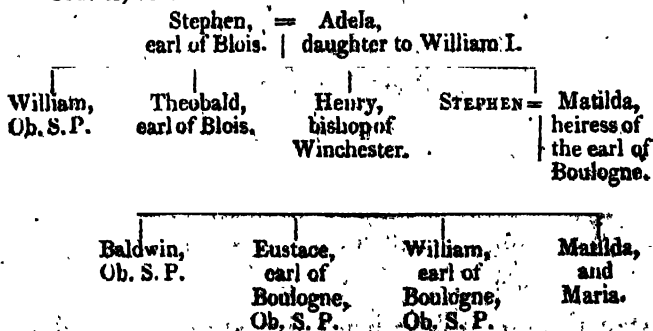 Stephen, = Adela,
earl of Blois. daughter to William I.
William, Theobald, Henry, STEPHEN = Matilda,
Ob. S. P. earl of Blois. bishop of heiress of
Winchester. the earl of
Boulogne.
Baldwin, Eustace, William, Matilda,
Ob. S. P. earl of earl of and
Boulogne, Boulogne, Maria.
Ob. S. P. Ob. S. P.